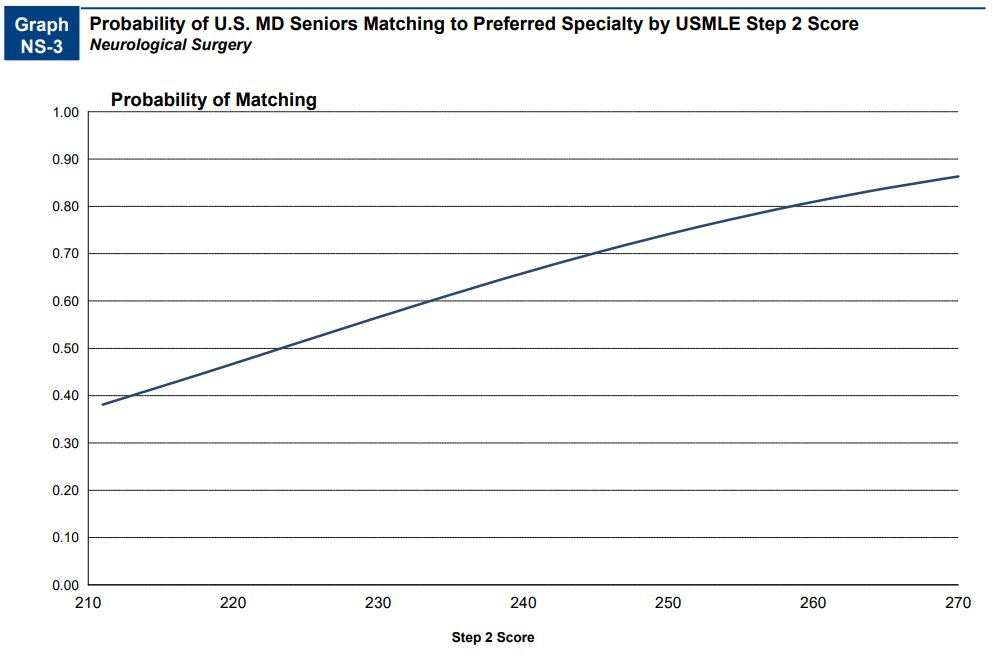 Graph
NS-3
Probability of U.S. MD Seniors Matching to Preferred Specialty by USMLE Step 2 Score
Neurological Surgery
Probability of Matching
1.00
0.90
0.80
0.70
0.60
0.50
0.40
0.30
0.20
0.10
0.00
210 220 230 240 250 260 270
Step 2 Score